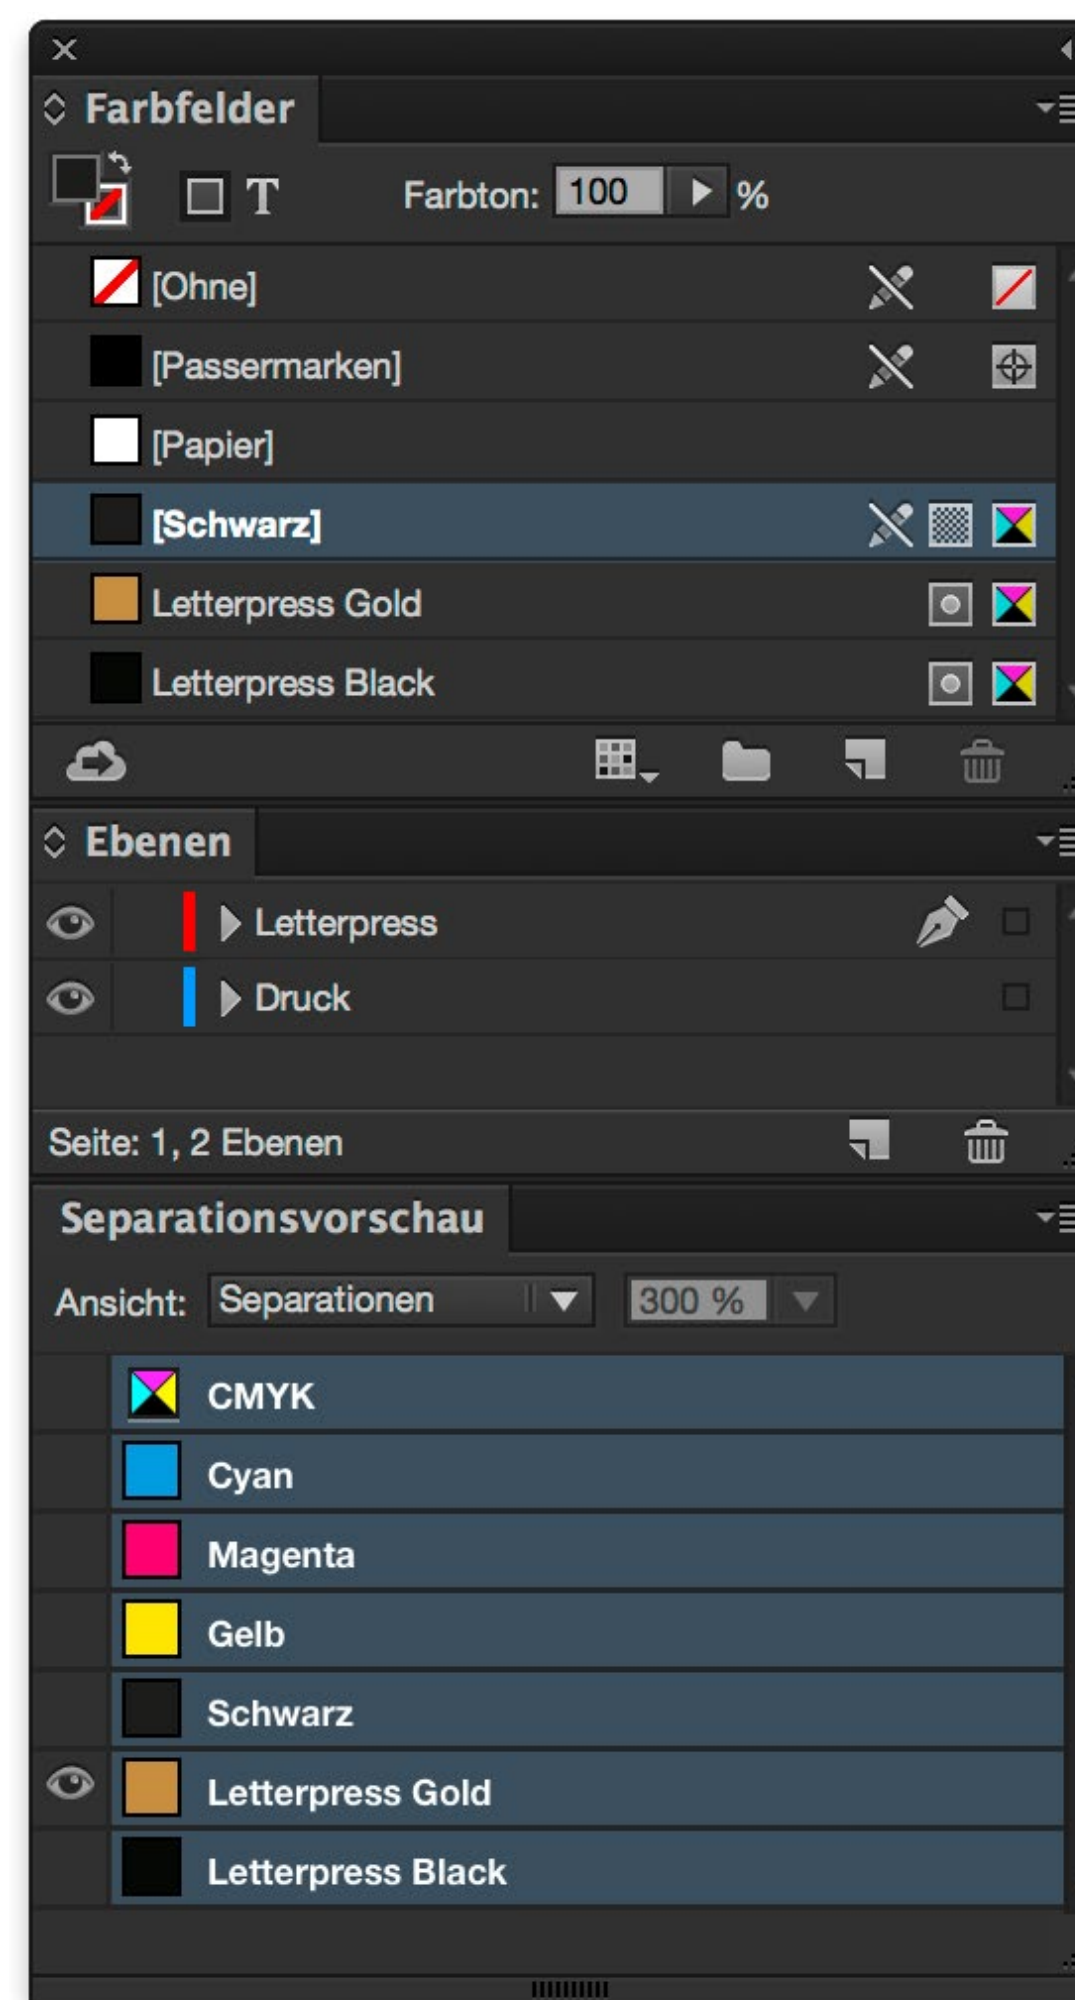 Farbfelder
T Farbton: 100 %
[Ohne]
[Passermarken]
[Papier]
[Schwarz]
Letterpress Gold
Letterpress Black
Ebenen
Letterpress
Druck
Seite: 1, 2 Ebenen
Separationsvorschau
Ansicht: Separationen 300 %
CMYK
Cyan
Magenta
Gelb
Schwarz
Letterpress Gold
Letterpress Black